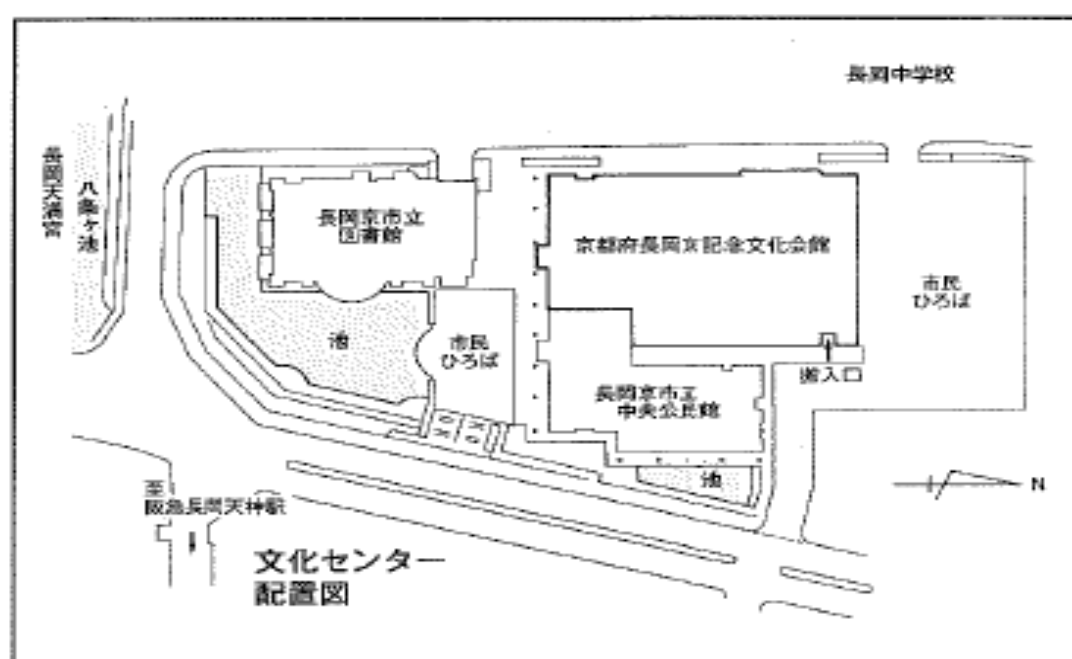 長岡中学校
長岡天満宮
八条ヶ池
長岡京市立
図書館
京都府長岡京記念文化会館
市民
ひろば
池
市民
ひろば
搬入口
長岡京市立
中央公民館
池
N
至
阪急長岡天神駅
文化センター
配置図